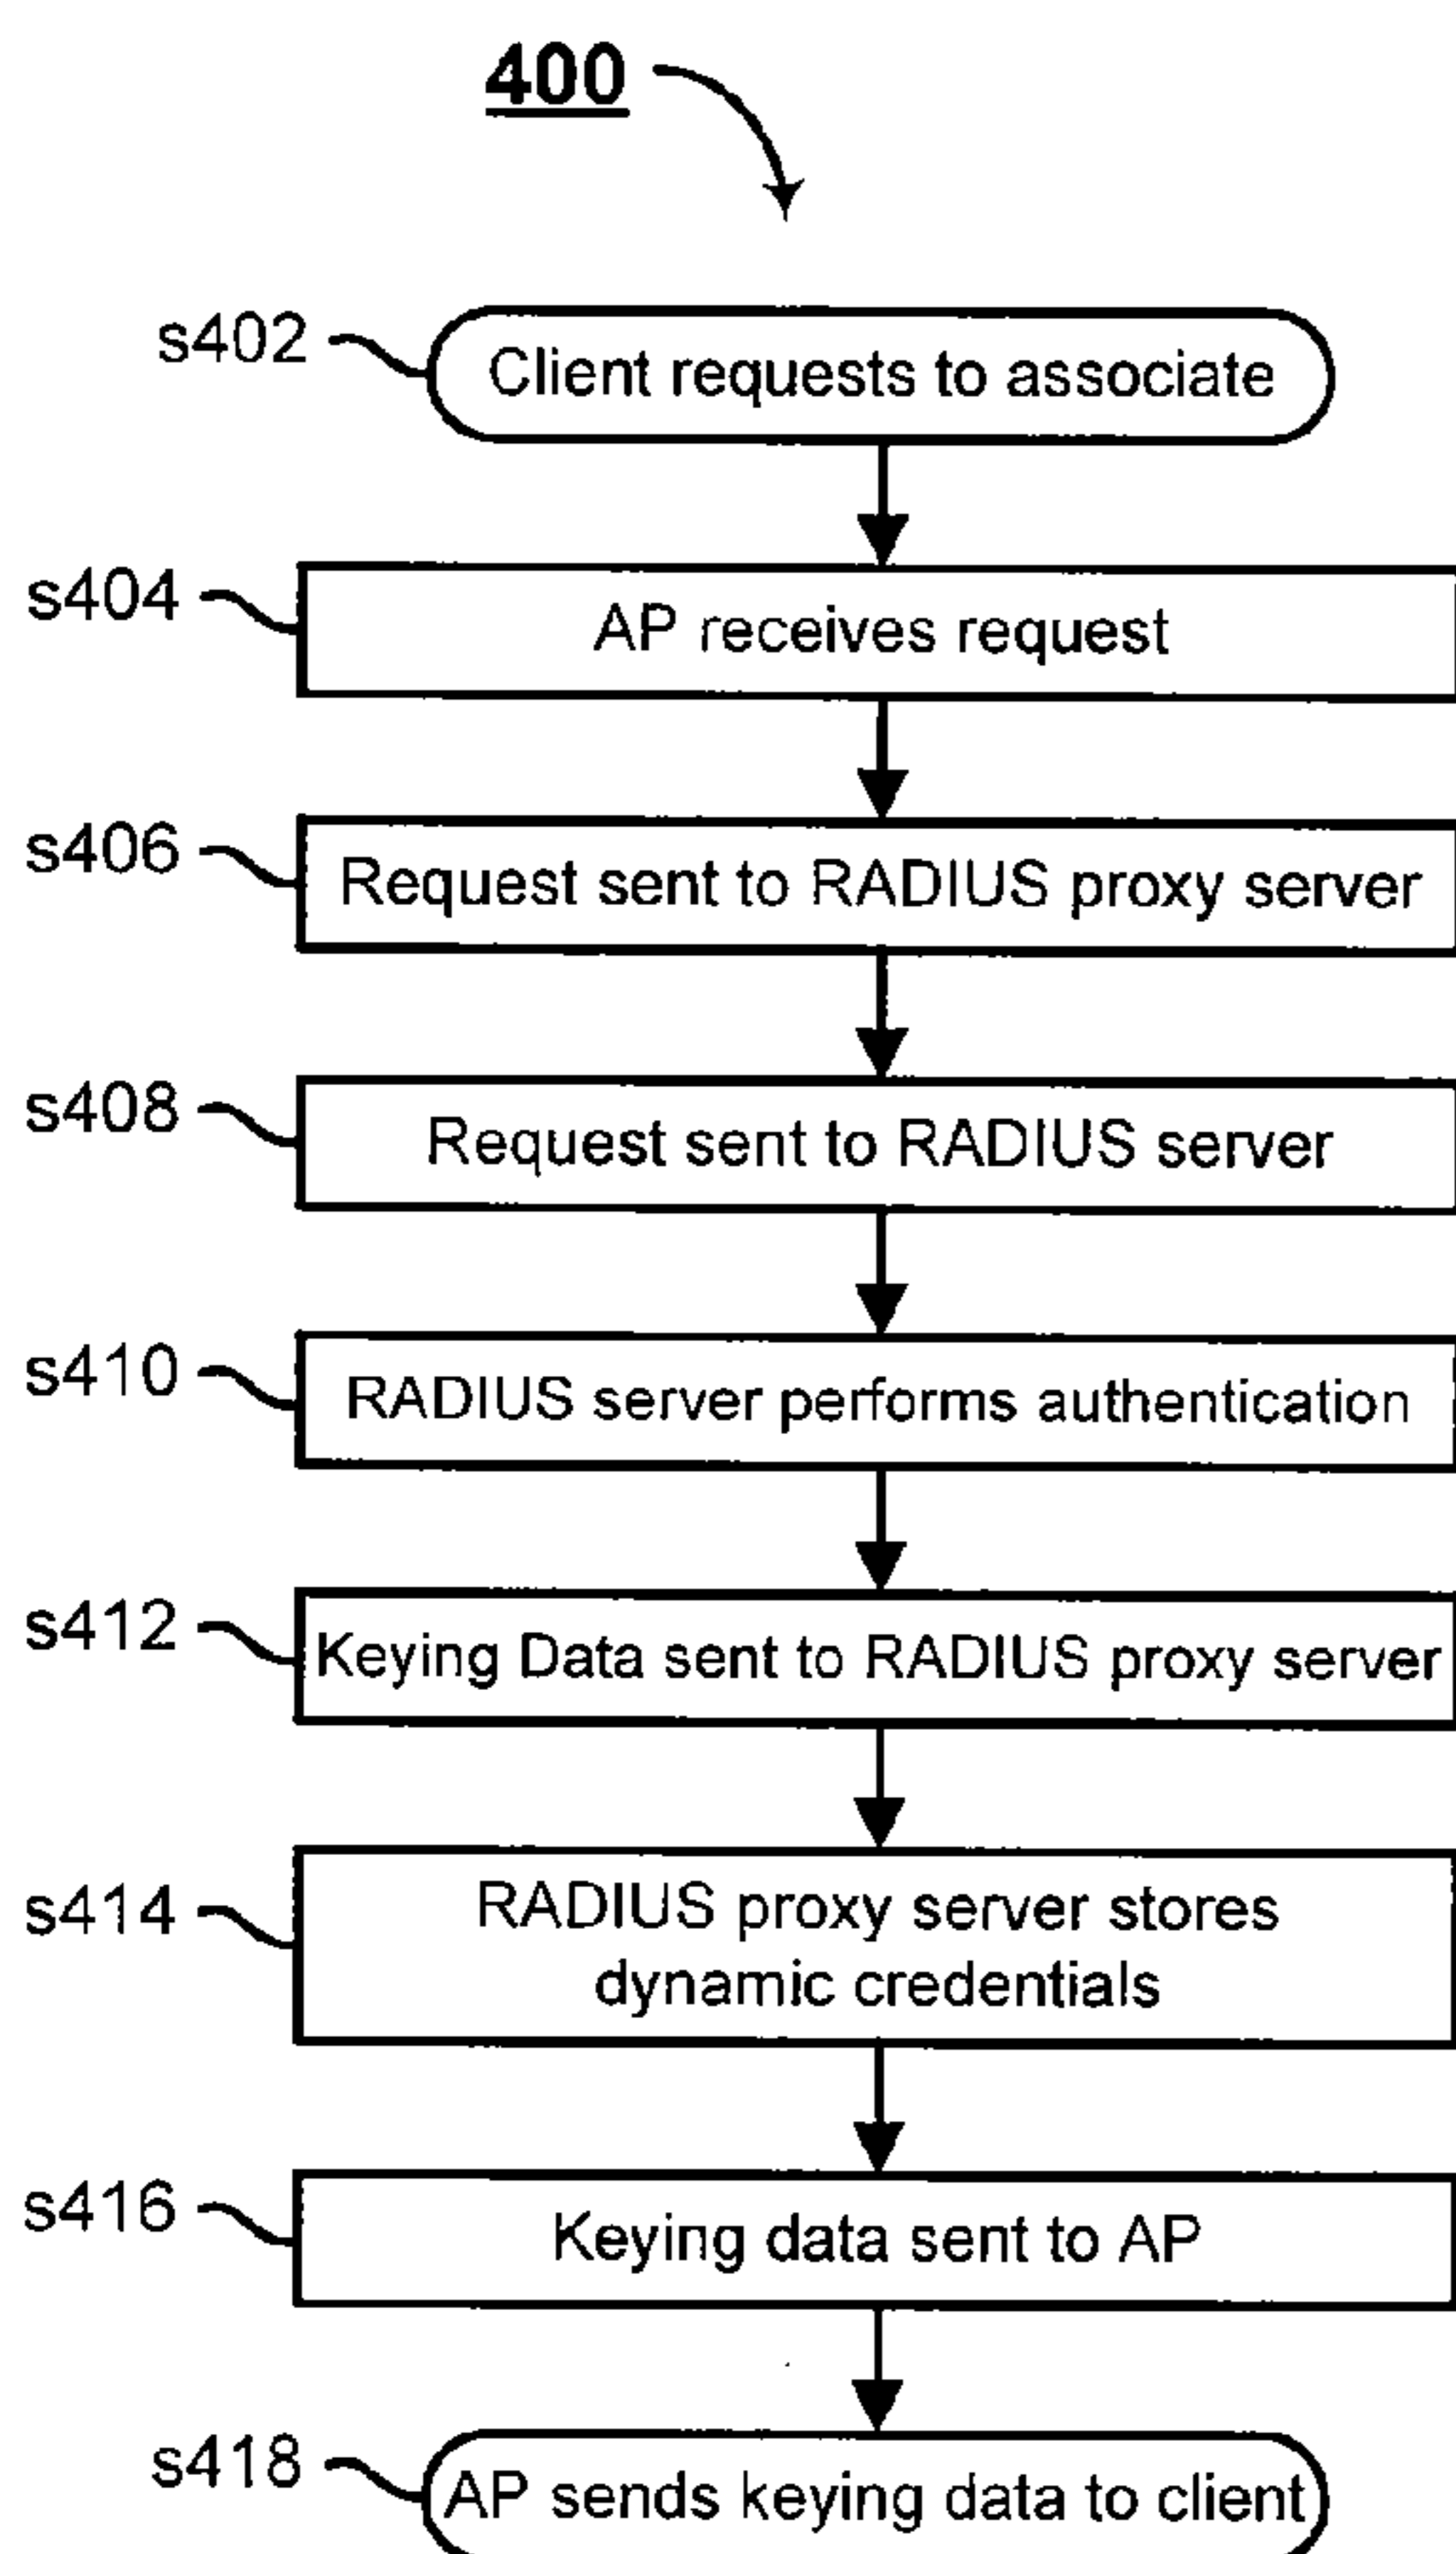 400
s402
Client requests to associate
s404
AP receives request
s406
Request sent to RADIUS proxy server
s408
Request sent to RADIUS server
s410
RADIUS server performs authentication
s412
Keying Data sent to RADIUS proxy server
s414
RADIUS proxy server stores
dynamic credentials
s416
Keying data sent to AP
s418
AP sends keying data to client